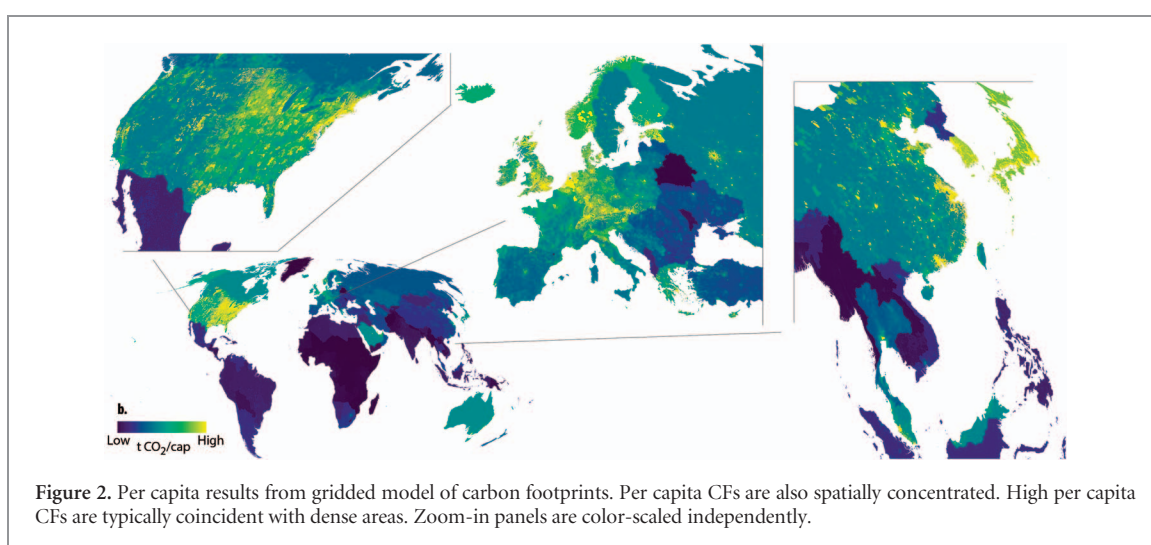 b.
Low t CO₂/cap High
Figure 2. Per capita results from gridded model of carbon footprints. Per capita CFs are also spatially concentrated. High per capita
CFs are typically coincident with dense areas. Zoom-in panels are color-scaled independently.